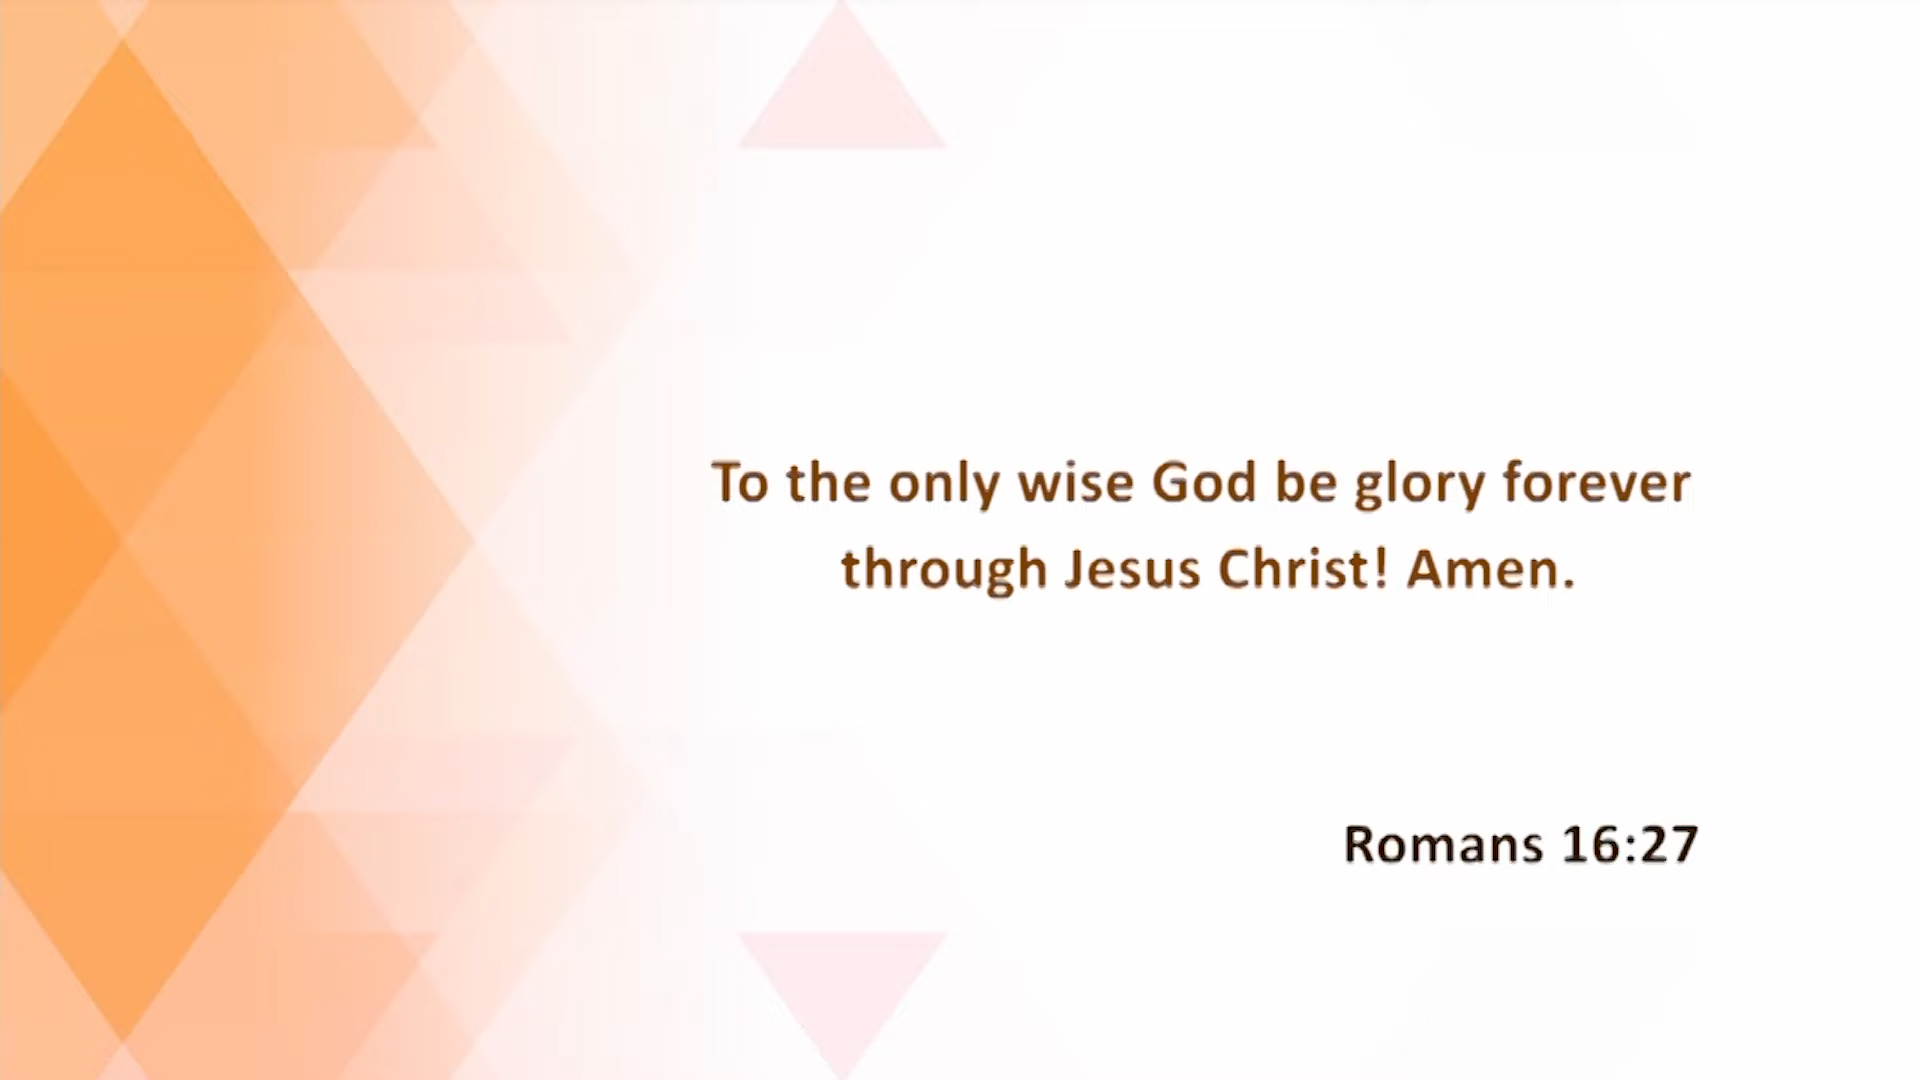 To the only wise God be glory forever
through Jesus Christ! Amen.
Romans 16:27